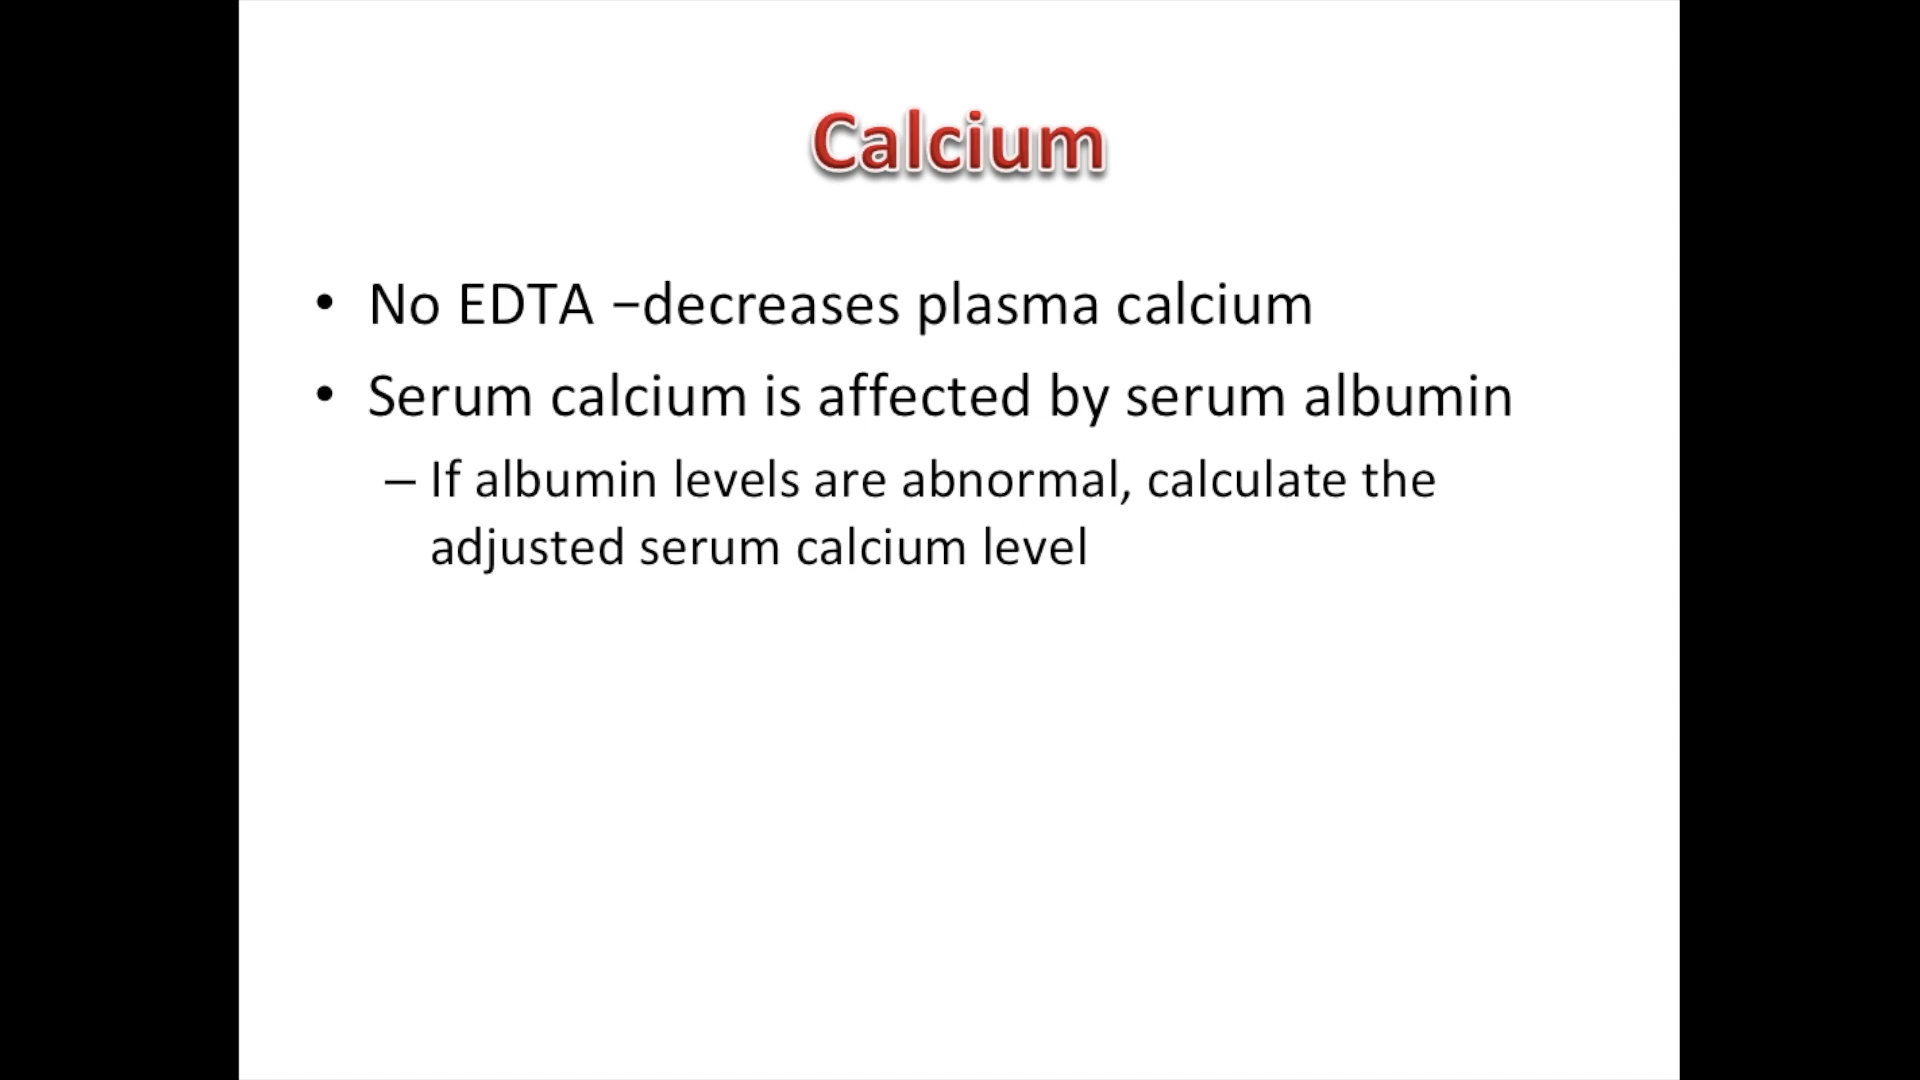 Calcium
• No EDTA −decreases plasma calcium
• Serum calcium is affected by serum albumin
– If albumin levels are abnormal, calculate the
adjusted serum calcium level